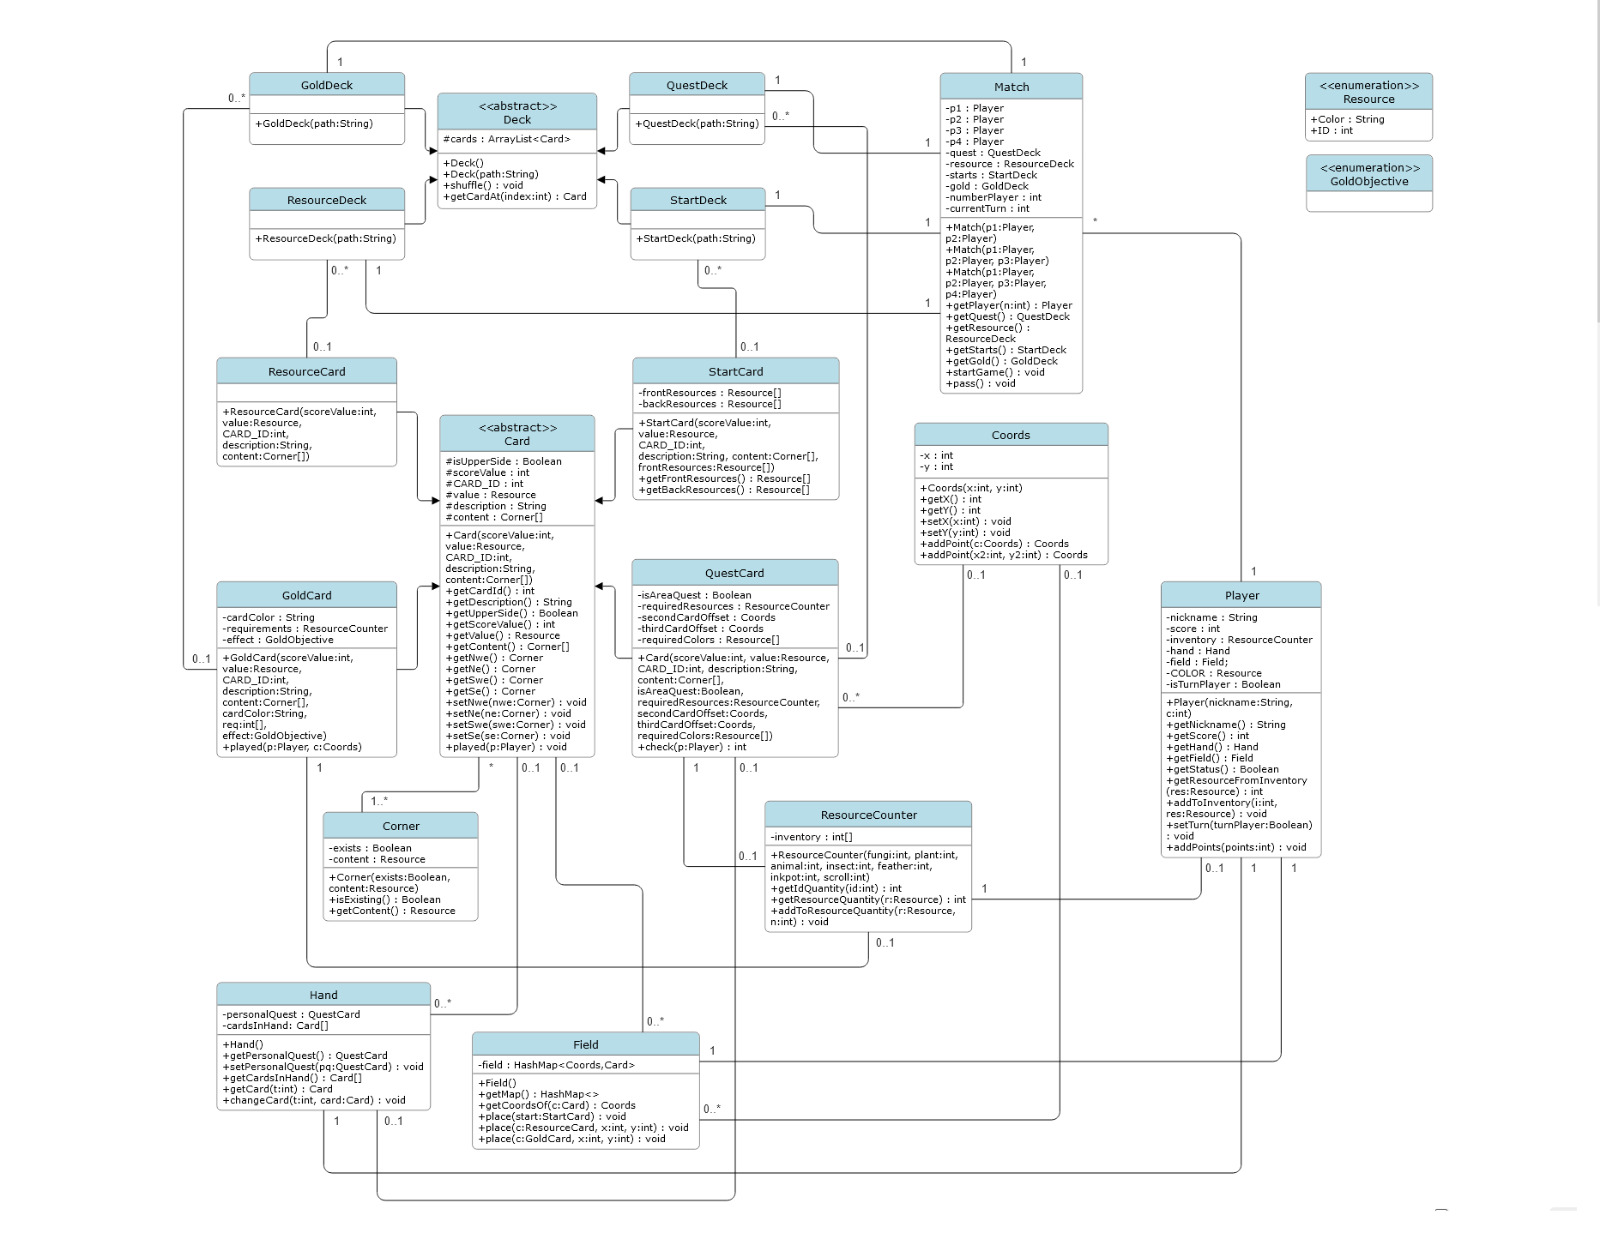 1
1
GoldDeck
0..*
+GoldDeck(path:String)
<<abstract>>
Deck
#cards : ArrayList<Card>
+Deck()
+Deck(path:String)
+shuffle() : void
+getCardAt(index:int) : Card
QuestDeck
1
0..*
+QuestDeck(path:String)
Match
-p1 : Player
-p2 : Player
-p3 : Player
-p4 : Player
-quest : QuestDeck
-resource : ResourceDeck
-starts : StartDeck
-gold : GoldDeck
-numberPlayer : int
-currentTurn : int
+Match(p1:Player,
p2:Player)
+Match(p1:Player,
p2:Player, p3:Player)
+Match(p1:Player,
p2:Player, p3:Player,
p4:Player)
+getPlayer(n:int) : Player
+getQuest() : QuestDeck
+getResource() :
ResourceDeck
+getStarts() : StartDeck
+getGold() : GoldDeck
+startGame() : void
+pass() : void
1
1
1
*
<<enumeration>>
Resource
+Color : String
+ID : int
<<enumeration>>
GoldObjective
ResourceDeck
+ResourceDeck(path:String)
0..*
1
StartDeck
1
+StartDeck(path:String)
0..*
0..1
0..1
ResourceCard
+ResourceCard(scoreValue:int,
value:Resource,
CARD_ID:int,
description:String,
content:Corner[])
StartCard
-frontResources : Resource[]
-backResources : Resource[]
+StartCard(scoreValue:int,
value:Resource,
CARD_ID:int,
description:String, content:Corner[],
frontResources:Resource[])
+getFrontResources() : Resource[]
+getBackResources() : Resource[]
<<abstract>>
Card
#isUpperSide : Boolean
#scoreValue : int
#CARD_ID : int
#value : Resource
#description : String
#content : Corner[]
+Card(scoreValue:int,
value:Resource,
CARD_ID:int,
description:String,
content:Corner[])
+getCardId() : int
+getDescription() : String
+getUpperSide() : Boolean
+getScoreValue() : int
+getValue() : Resource
+getContent() : Corner[]
+getNwe() : Corner
+getNe() : Corner
+getSwe() : Corner
+getSe() : Corner
+setNwe(nwe:Corner) : void
+setNe(ne:Corner) : void
+setSwe(swe:Corner) : void
+setSe(se:Corner) : void
+played(p:Player) : void
Coords
-x : int
-y : int
+Coords(x:int, y:int)
+getX() : int
+getY() : int
+setX(x:int) : void
+setY(y:int) : void
+addPoint(c:Coords) : Coords
+addPoint(x2:int, y2:int) : Coords
0..1
0..1
GoldCard
-cardColor : String
-requirements : ResourceCounter
-effect : GoldObjective
0..1
+GoldCard(scoreValue:int,
value:Resource,
CARD_ID:int,
description:String,
content:Corner[],
cardColor:String,
req:int[],
effect:GoldObjective)
+played(p:Player, c:Coords)
QuestCard
-isAreaQuest : Boolean
-requiredResources : ResourceCounter
-secondCardOffset : Coords
-thirdCardOffset : Coords
-requiredColors : Resource[]
0..1
+Card(scoreValue:int, value:Resource,
CARD_ID:int, description:String,
content:Corner[],
isAreaQuest:Boolean,
requiredResources:ResourceCounter,
secondCardOffset:Coords,
thirdCardOffset:Coords,
requiredColors:Resource[])
+check(p:Player) : int
0..*
1
Player
-nickname : String
-score : int
-inventory : ResourceCounter
-hand : Hand
-field : Field;
-COLOR : Resource
-isTurnPlayer : Boolean
+Player(nickname:String,
c:int)
+getNickname() : String
+getScore() : int
+getHand() : Hand
+getField() : Field
+getStatus() : Boolean
+getResourceFromInventory
(res:Resource) : int
+addToInventory(i:int,
res:Resource) : void
+setTurn(turnPlayer:Boolean)
: void
+addPoints(points:int) : void
0..1
1
1
1
*
0..1
0..1
1
0..1
1..*
Corner
-exists : Boolean
-content : Resource
+Corner(exists:Boolean,
content:Resource)
+isExisting() : Boolean
+getContent() : Resource
ResourceCounter
-inventory : int[]
0..1
+ResourceCounter(fungi:int, plant:int,
animal:int, insect:int, feather:int,
inkpot:int, scroll:int)
+getIdQuantity(id:int) : int
+getResourceQuantity(r:Resource) : int
+addToResourceQuantity(r:Resource,
n:int) : void
1
0..1
Hand
-personalQuest : QuestCard
-cardsInHand: Card[]
0..*
+Hand()
+getPersonalQuest() : QuestCard
+setPersonalQuest(pq:QuestCard) : void
+getCardsInHand() : Card[]
+getCard(t:int) : Card
+changeCard(t:int, card:Card) : void
1
0..1
0..*
Field
1
-field : HashMap<Coords,Card>
+Field()
+getMap() : HashMap<>
+getCoordsOf(c:Card) : Coords
+place(start:StartCard) : void
+place(c:ResourceCard, x:int, y:int) : void
+place(c:GoldCard, x:int, y:int) : void
0..*